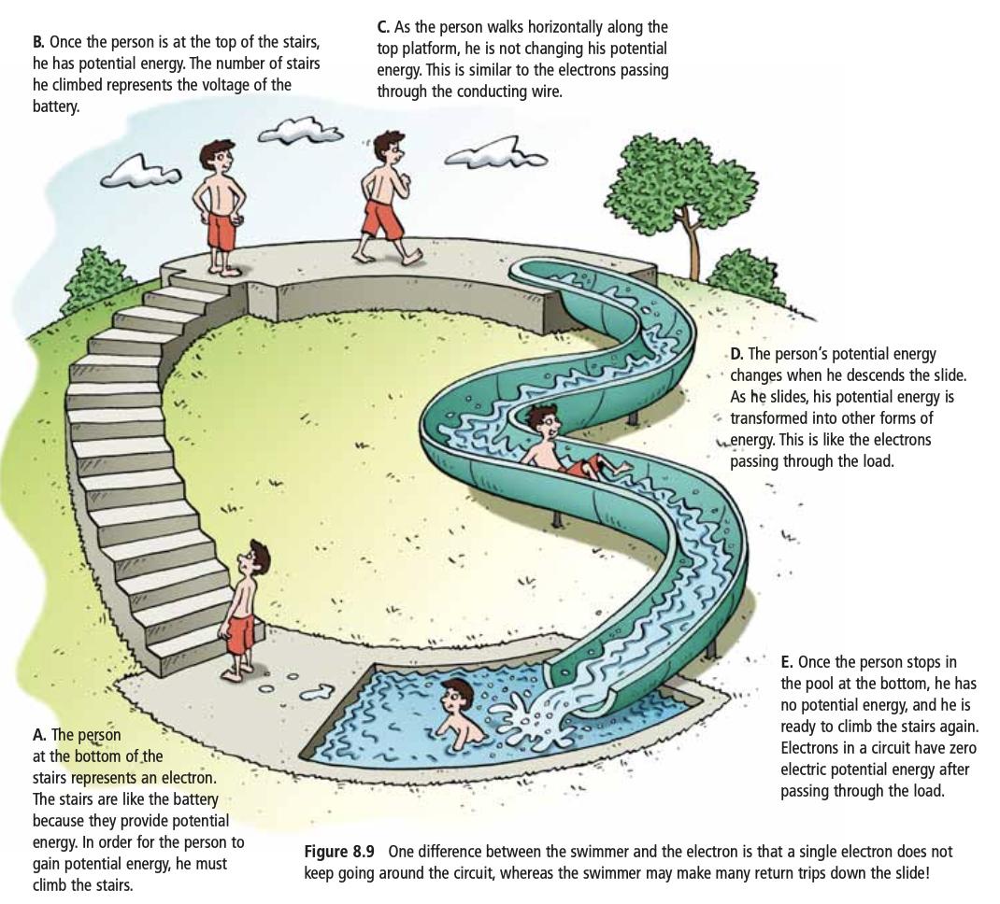 B. Once the person is at the top of the stairs,
he has potential energy. The number of stairs
he climbed represents the voltage of the
battery.
C. As the person walks horizontally along the
top platform, he is not changing his potential
energy. This is similar to the electrons passing
through the conducting wire.
D. The person's potential energy
changes when he descends the slide.
As he slides, his potential energy is
transformed into other forms of
energy. This is like the electrons
passing through the load.
E. Once the person stops in
the pool at the bottom, he has
no potential energy, and he is
ready to climb the stairs again.
Electrons in a circuit have zero
electric potential energy after
passing through the load.
A. The person
at the bottom of the
stairs represents an electron.
The stairs are like the battery
because they provide potential
energy. In order for the person to
gain potential energy, he must
climb the stairs.
Figure 8.9 One difference between the swimmer and the electron is that a single electron does not
keep going around the circuit, whereas the swimmer may make many return trips down the slide!